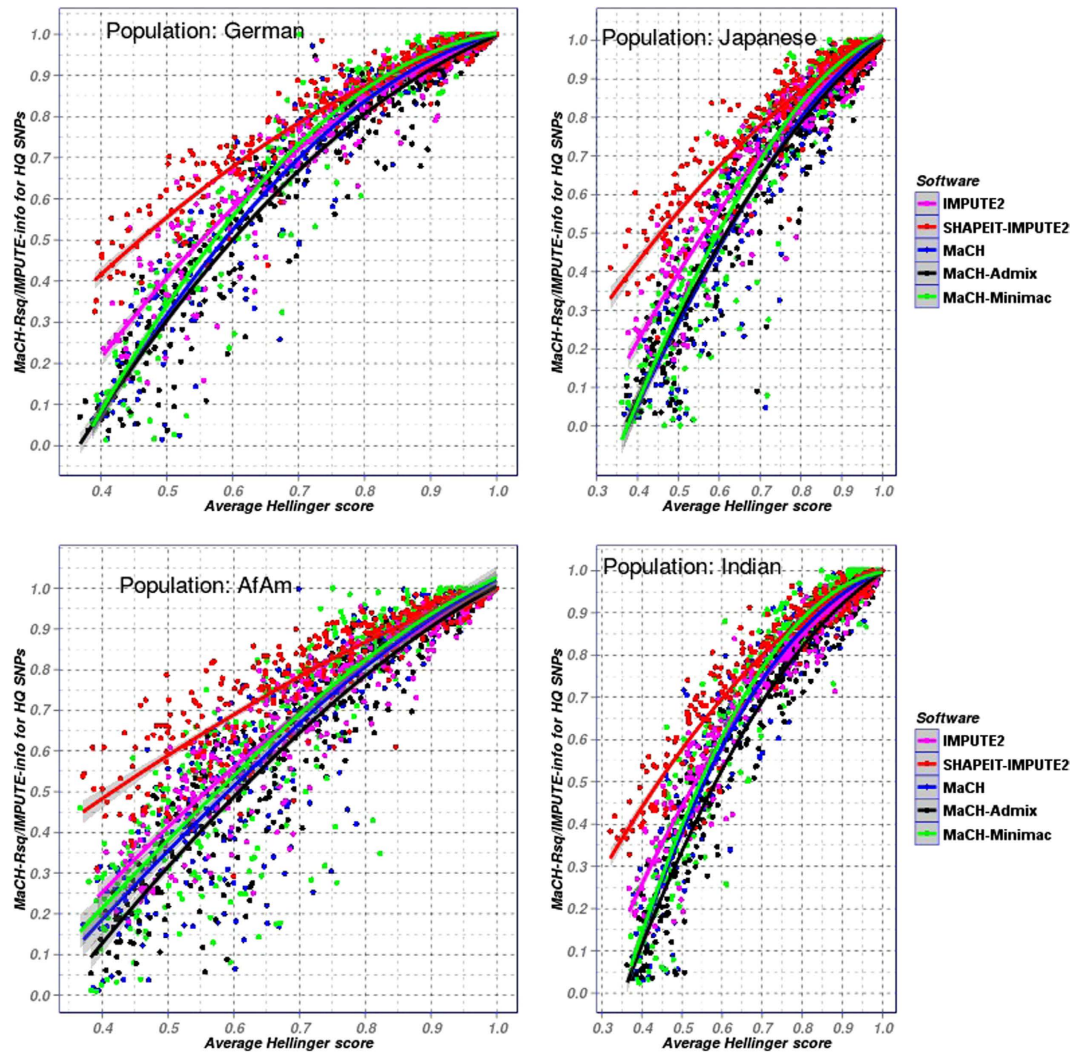 Population: German
1.0
0.9
0.8
0.7
0.6
0.5
0.4
0.3
0.2
0.1
0.0
MaCH-Rsq/IMPUTE-info for HQ SNPs
0.4 0.5 0.6 0.7 0.8 0.9 1.0
Average Hellinger score
Population: Japanese
1.0
0.9
0.8
0.7
0.6
0.5
0.4
0.3
0.2
0.1
0.0
MaCH-Rsq/IMPUTE-info for HQ SNPs
0.3 0.4 0.5 0.6 0.7 0.8 0.9 1.0
Average Hellinger score
Software
IMPUTE2
SHAPEIT-IMPUTE2
MaCH
MaCH-Admix
MaCH-Minimac
Population: AfAm
1.0
0.9
0.8
0.7
0.6
0.5
0.4
0.3
0.2
0.1
0.0
MaCH-Rsq/IMPUTE-info for HQ SNPs
0.4 0.5 0.6 0.7 0.8 0.9 1.0
Average Hellinger score
Population: Indian
1.0
0.9
0.8
0.7
0.6
0.5
0.4
0.3
0.2
0.1
0.0
MaCH-Rsq/IMPUTE-info for HQ SNPs
0.3 0.4 0.5 0.6 0.7 0.8 0.9 1.0
Average Hellinger score
Software
IMPUTE2
SHAPEIT-IMPUTE2
MaCH
MaCH-Admix
MaCH-Minimac